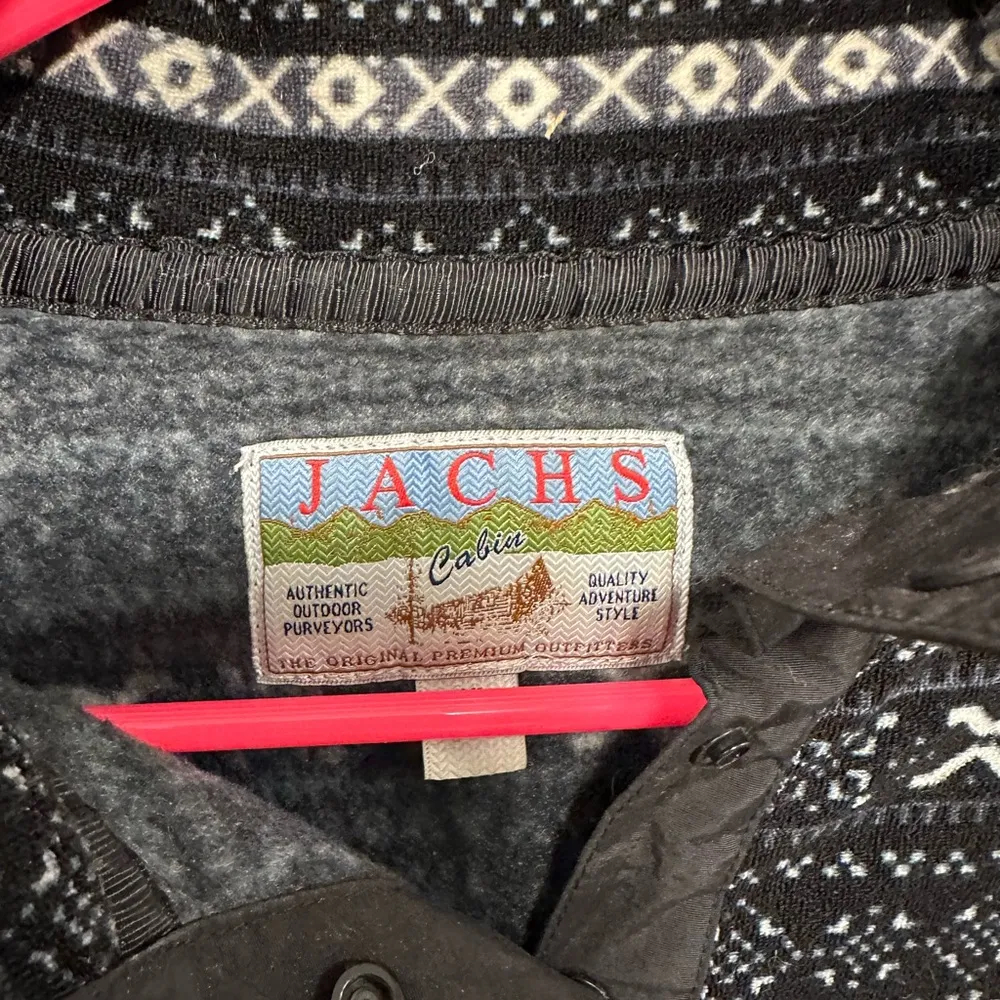 JACHS
Cabin
AUTHENTIC
OUTDOOR
PURVEYORS
QUALITY
ADVENTURE
STYLE
THE ORIGINAL PREMIUM OUTFITTERS